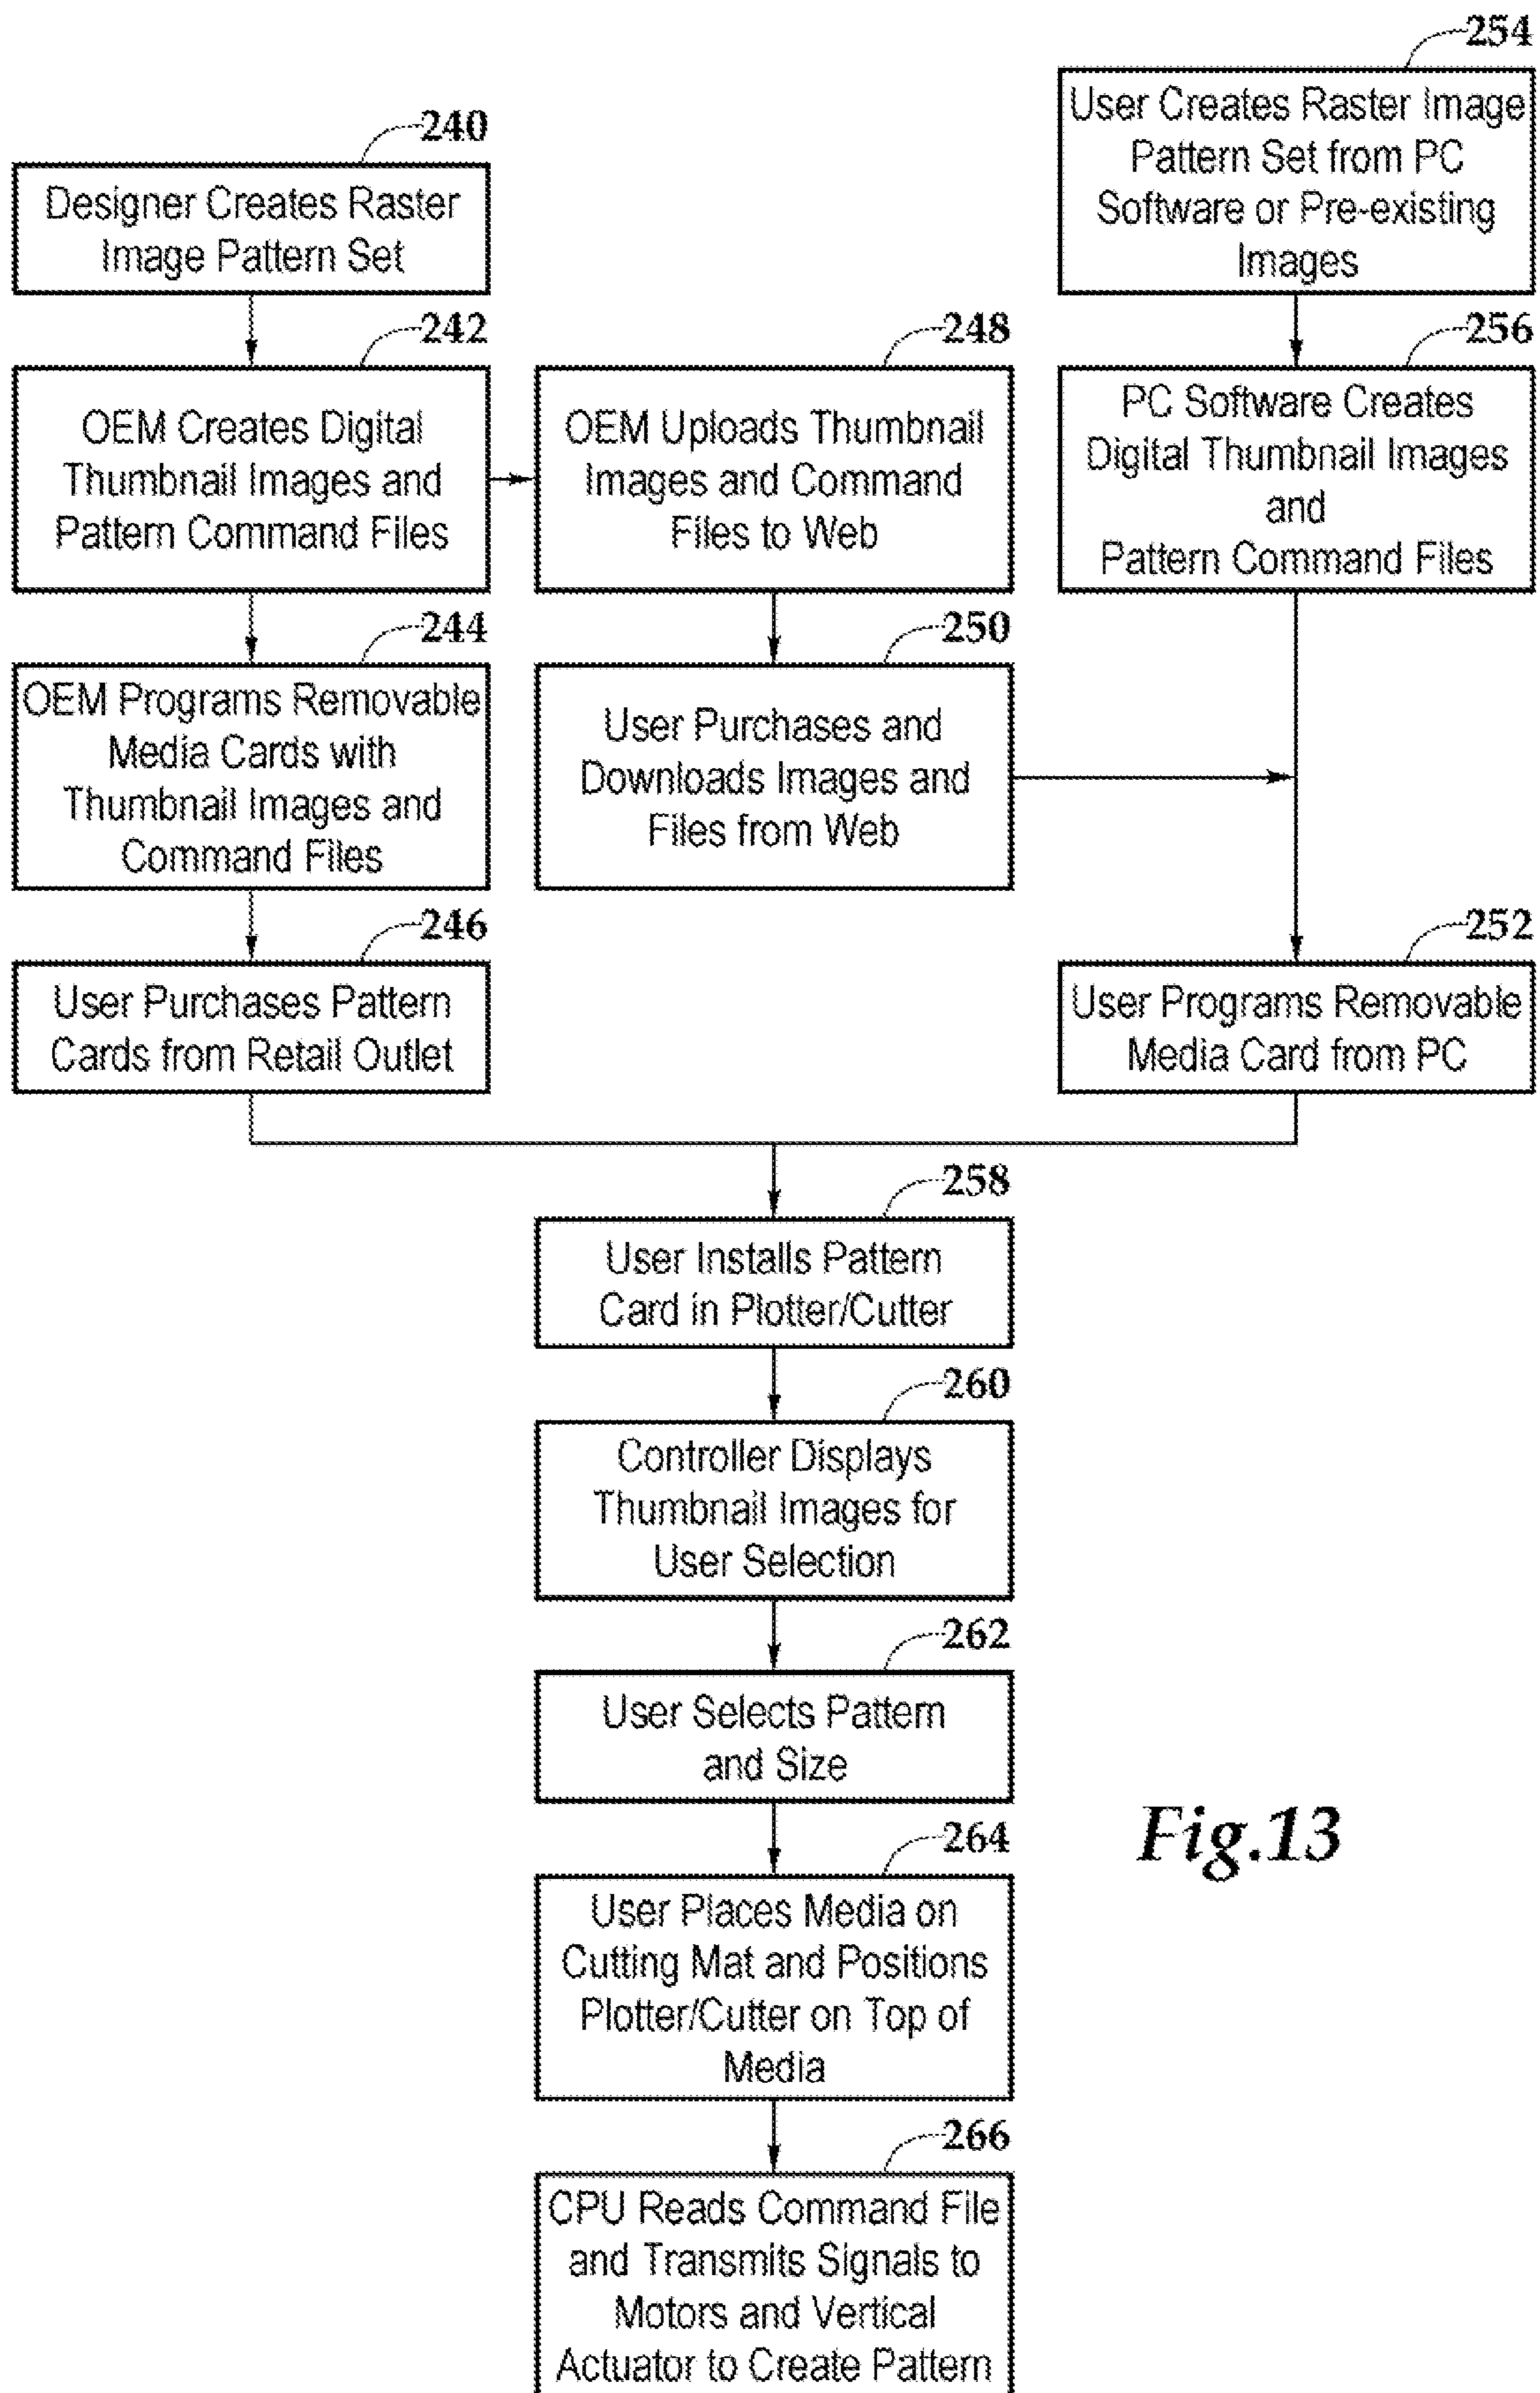 240
Designer Creates Raster
Image Pattern Set
242
OEM Creates Digital
Thumbnail Images and
Pattern Command Files
244
OEM Programs Removable
Media Cards with
Thumbnail Images and
Command Files
246
User Purchases Pattern
Cards from Retail Outlet
248
OEM Uploads Thumbnail
Images and Command
Files to Web
250
User Purchases and
Downloads Images and
Files from Web
254
User Creates Raster Image
Pattern Set from PC
Software or Pre-existing
Images
256
PC Software Creates
Digital Thumbnail Images
and
Pattern Command Files
252
User Programs Removable
Media Card from PC
258
User Installs Pattern
Card in Plotter/Cutter
260
Controller Displays
Thumbnail Images for
User Selection
262
User Selects Pattern
and Size
264
User Places Media on
Cutting Mat and Positions
Plotter/Cutter on Top of
Media
266
CPU Reads Command File
and Transmits Signals to
Motors and Vertical
Actuator to Create Pattern
Fig.13